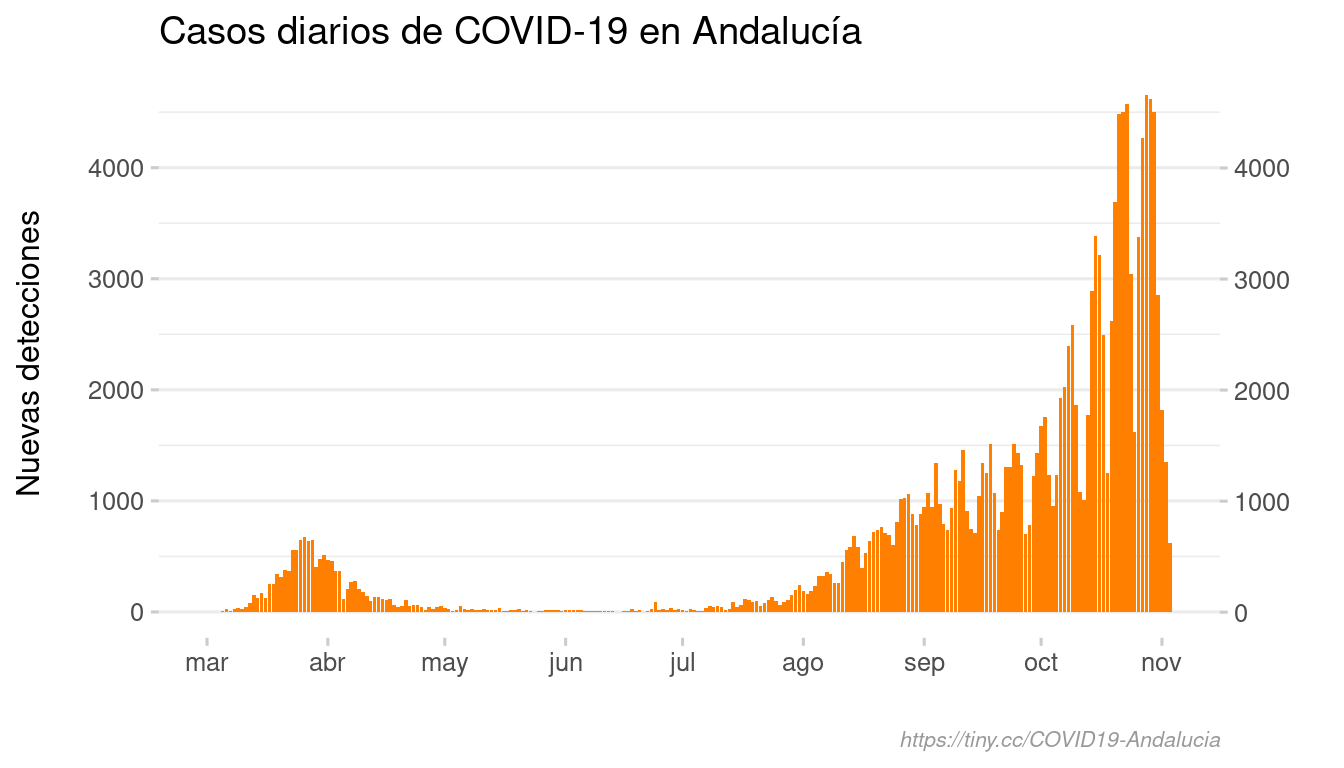 Casos diarios de COVID-19 en Andalucía
Nuevas detecciones
4000 4000
3000 3000
2000 2000
1000 1000
0 0
mar abr may jun jul ago sep oct nov
https://tiny.cc/COVID19-Andalucia